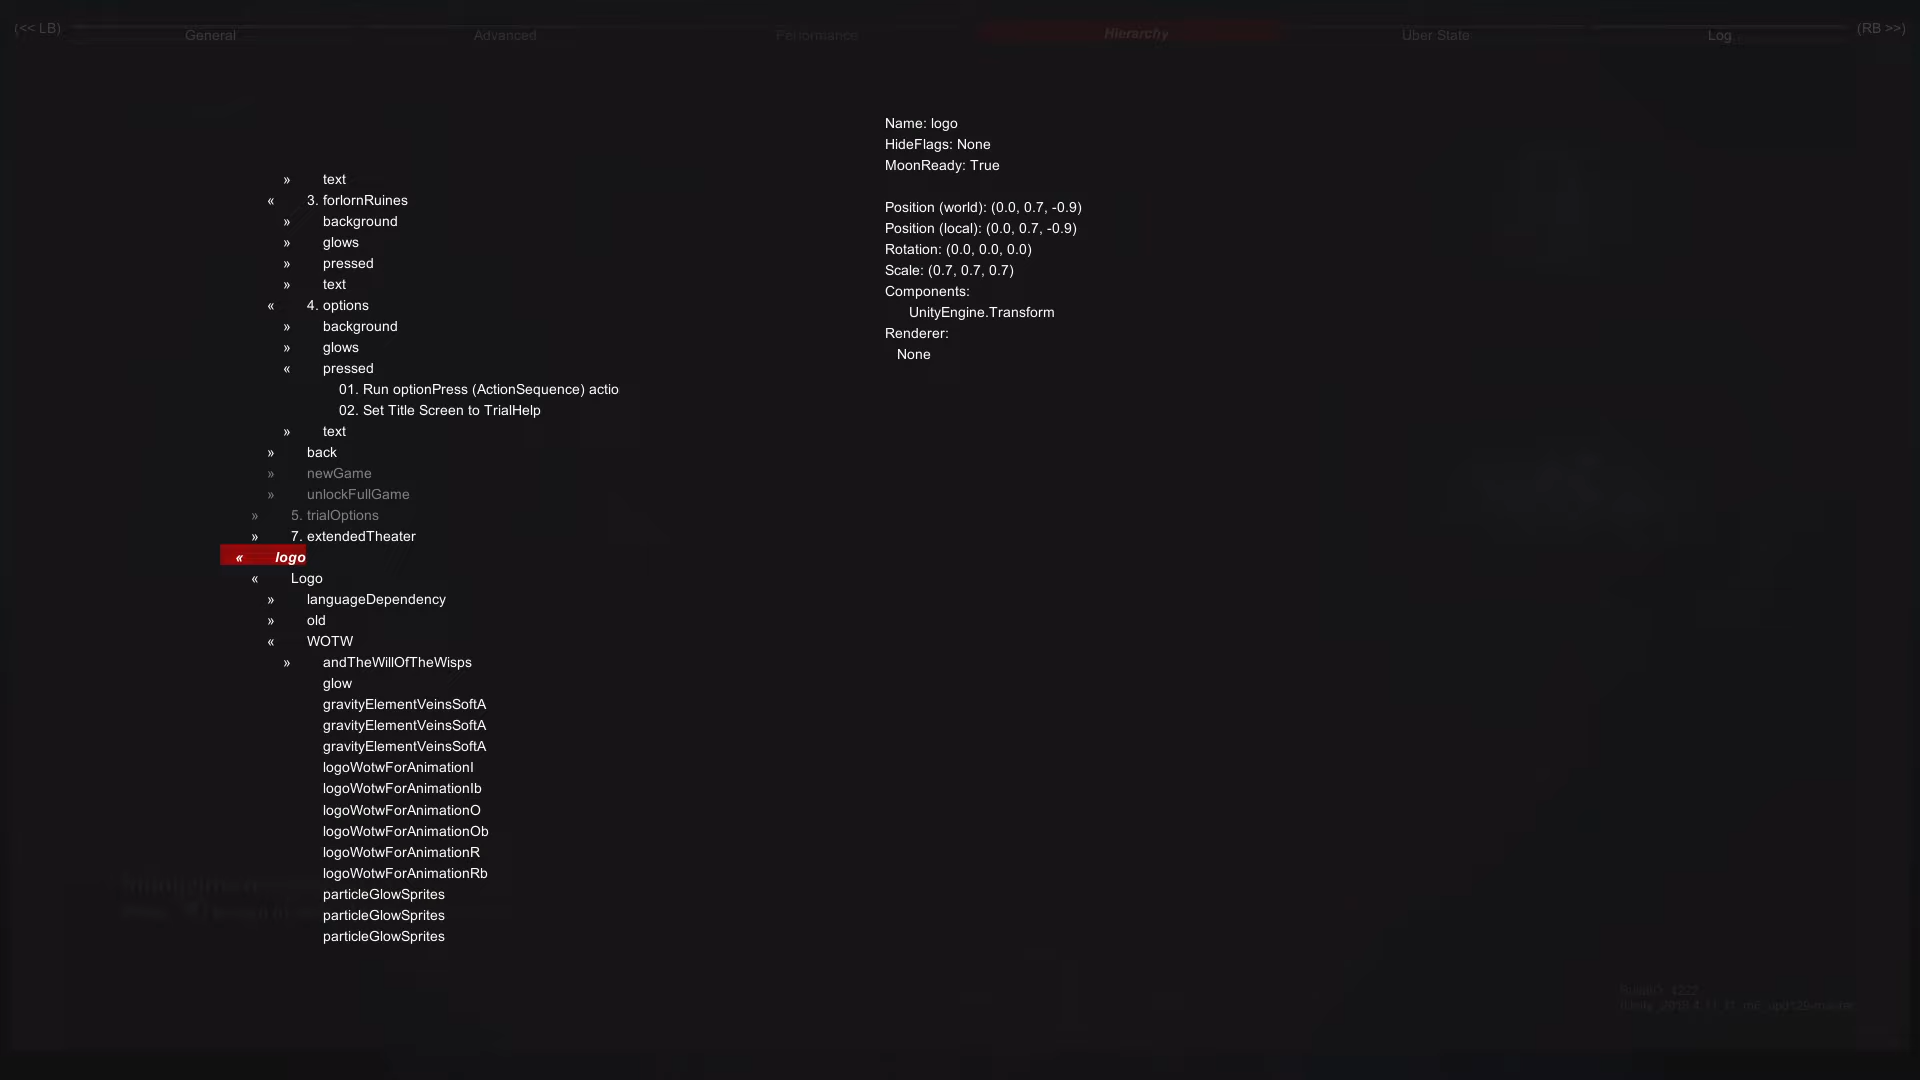 (<< LB)
General
Advanced
Performance
Hierarchy
Uber State
Log
(RB >>)
» text
« 3. forlornRuines
» background
» glows
» pressed
» text
« 4. options
» background
» glows
« pressed
01. Run optionPress (ActionSequence) actio
02. Set Title Screen to TrialHelp
» text
» back
» newGame
» unlockFullGame
» 5. trialOptions
» 7. extendedTheater
« logo
« Logo
» languageDependency
» old
« WOTW
» andTheWillOfTheWisps
glow
gravityElementVeinsSoftA
gravityElementVeinsSoftA
gravityElementVeinsSoftA
logoWotwForAnimationI
logoWotwForAnimationIb
logoWotwForAnimationO
logoWotwForAnimationOb
logoWotwForAnimationR
logoWotwForAnimationRb
particleGlowSprites
particleGlowSprites
particleGlowSprites
Name: logo
HideFlags: None
MoonReady: True
Position (world): (0.0, 0.7, -0.9)
Position (local): (0.0, 0.7, -0.9)
Rotation: (0.0, 0.0, 0.0)
Scale: (0.7, 0.7, 0.7)
Components:
UnityEngine.Transform
Renderer:
None